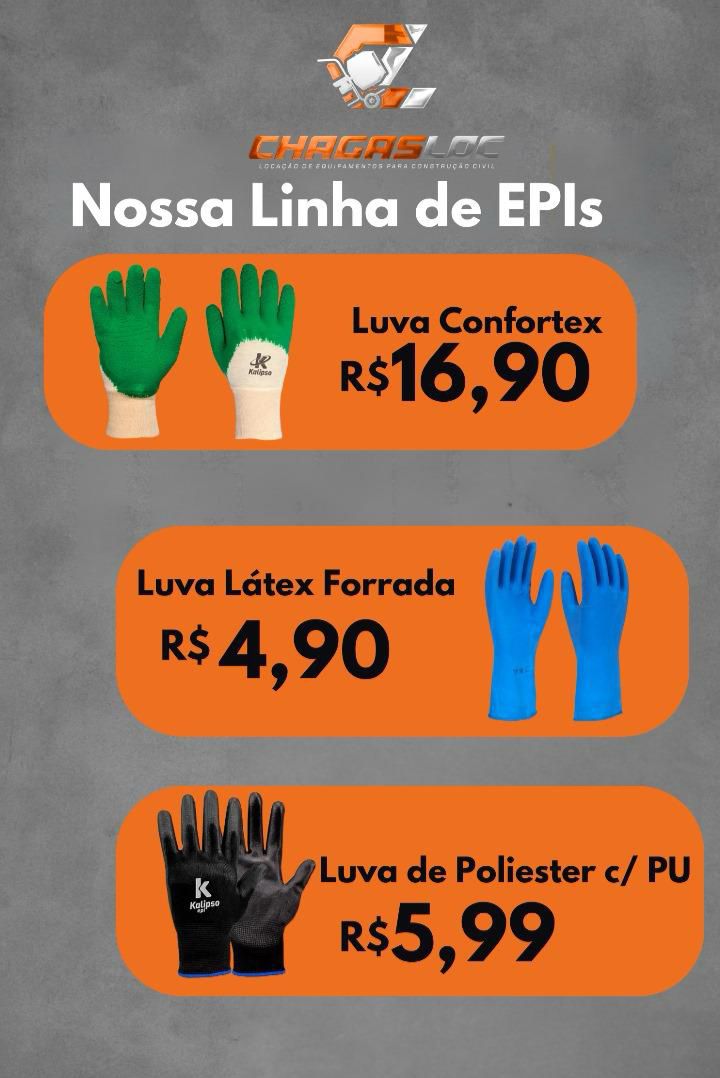 CHAGASLOC
LOCAÇÃO DE EQUIPAMENTOS PARA CONSTRUÇÃO CIVIL
Nossa Linha de EPIs
Luva Confortex
R$16,90
K
Kalipso
Luva Látex Forrada
R$ 4,90
Luva de Poliester c/ PU
R$5,99
K
Kalipso
epi